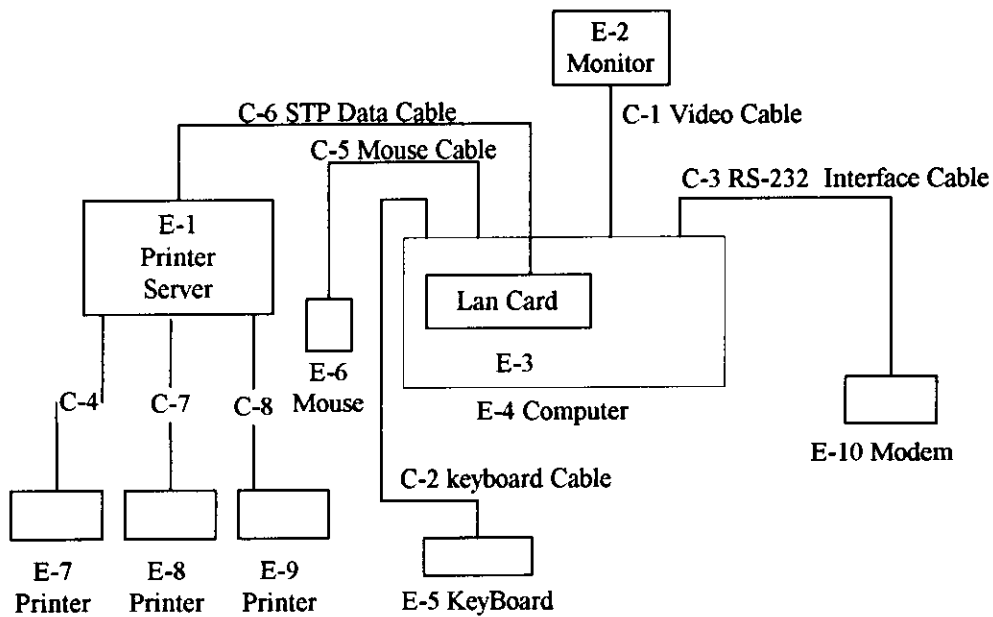 E-2
Monitor
C-6 STP Data Cable
C-1 Video Cable
C-5 Mouse Cable
C-3 RS-232 Interface Cable
E-1
Printer
Server
Lan Card
E-3
E-6
Mouse
E-4 Computer
C-4
C-7
C-8
E-10 Modem
C-2 keyboard Cable
E-7
Printer
E-8
Printer
E-9
Printer
E-5 KeyBoard